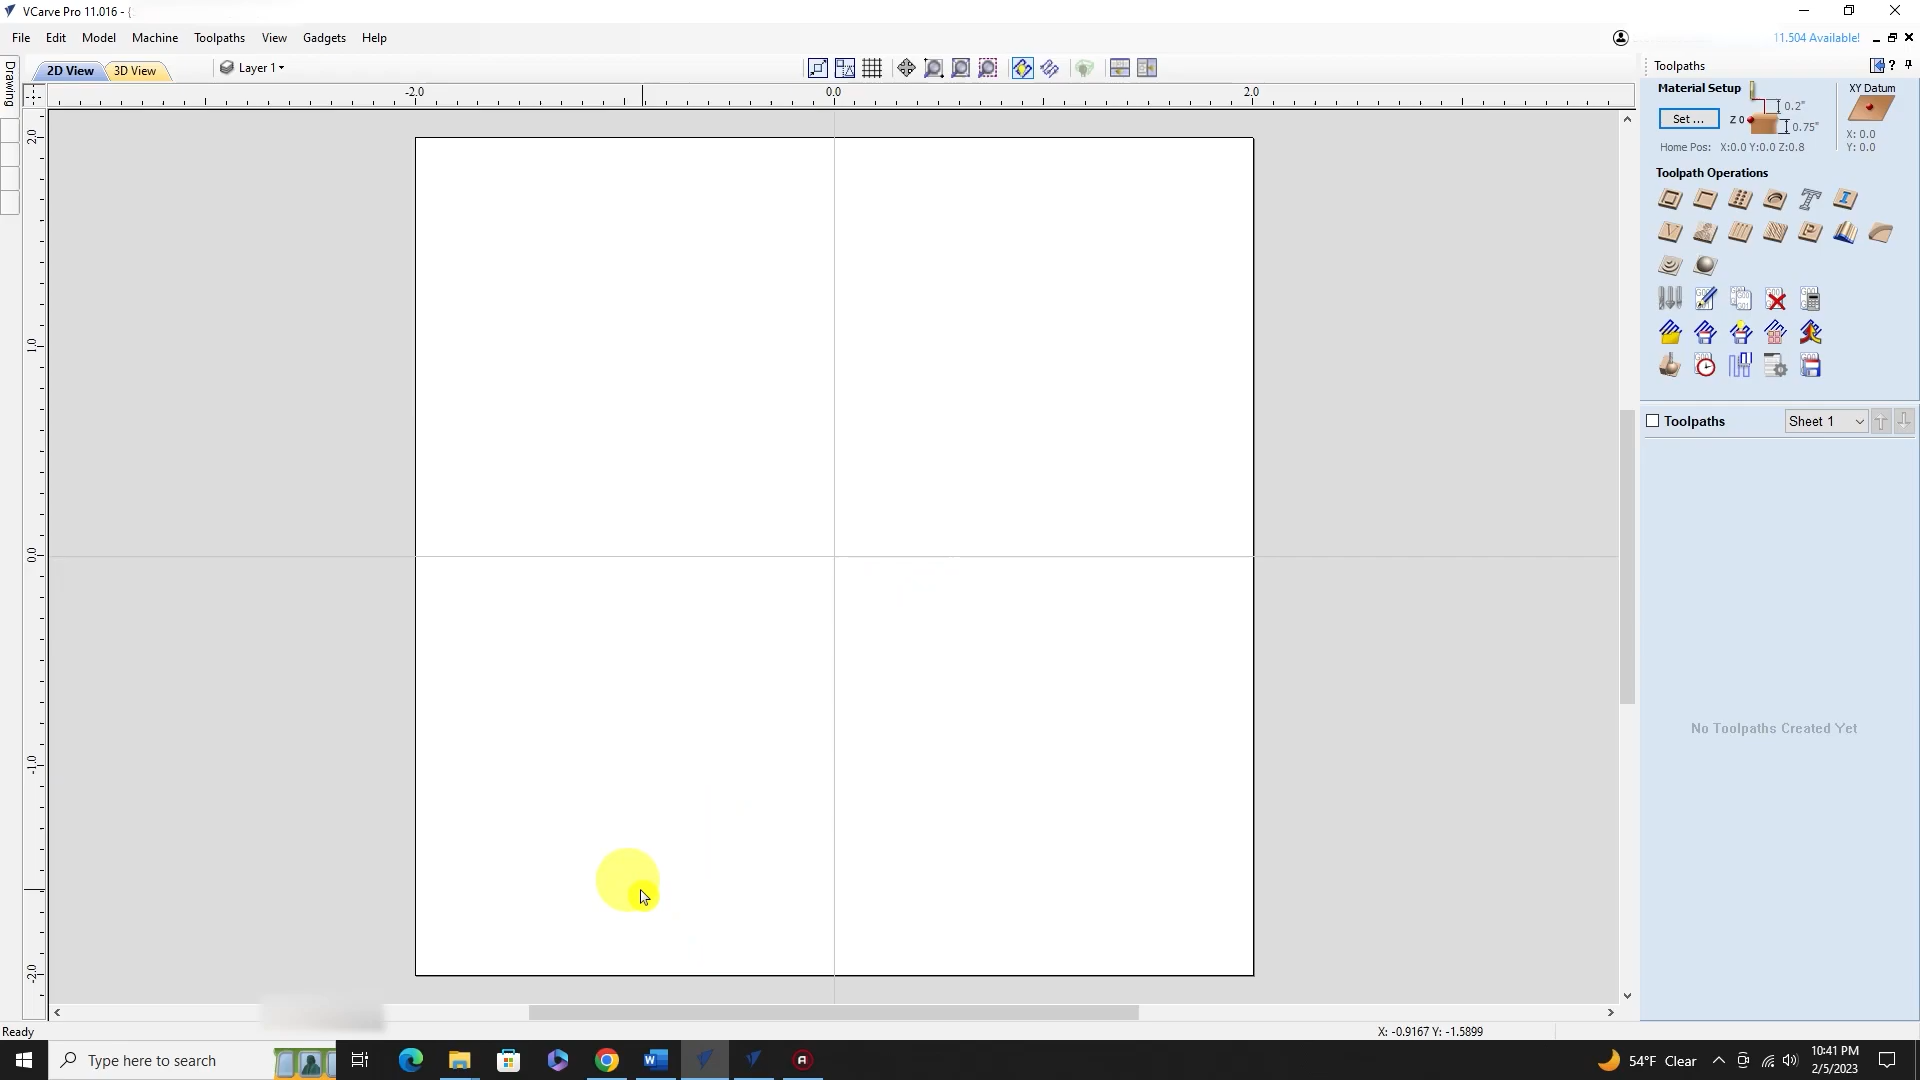 VCarve Pro 11.016 - {
File Edit Model Machine Toolpaths View Gadgets Help
11.504 Available!
Drawing
2D View 3D View Layer 1
Toolpaths
-2.0 0.0 2.0
2.0
1.0
0.0
-1.0
-2.0
Material Setup
XY Datum
Set ...
Z 0
0.2"
0.75"
X: 0.0
Y: 0.0
Home Pos: X:0.0 Y:0.0 Z:0.8
Toolpath Operations
Toolpaths Sheet 1
No Toolpaths Created Yet
Ready
X: -0.9167 Y: -1.5899
Type here to search
54°F Clear
10:41 PM
2/5/2023